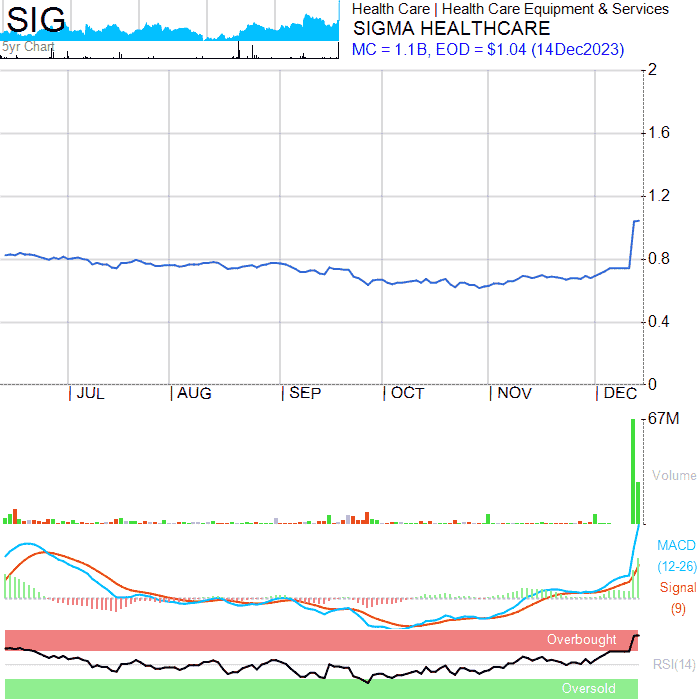 SIG
5yr Chart
Health Care | Health Care Equipment & Services
SIGMA HEALTHCARE
MC = 1.1B, EOD = $1.04 (14Dec2023)
2
1.6
1.2
0.8
0.4
0
JUL AUG SEP OCT NOV DEC
67M
Volume
MACD
(12-26)
Signal
(9)
Overbought
RSI(14)
Oversold